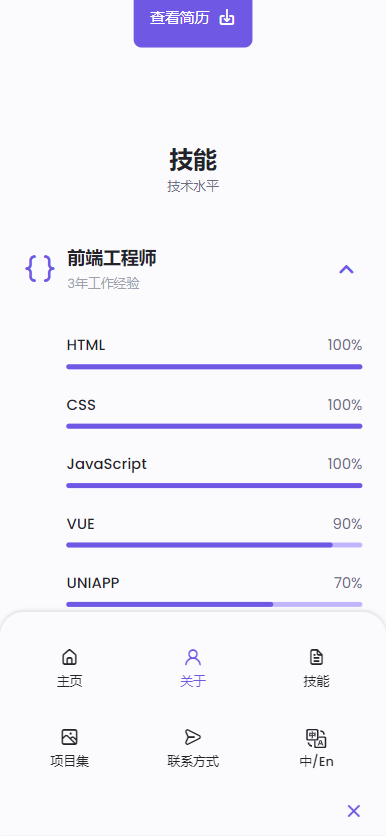 查看简历
技能
技术水平
前端工程师
3年工作经验
HTML 100%
CSS 100%
JavaScript 100%
VUE 90%
UNIAPP 70%
主页 关于 技能
项目集 联系方式 中/En